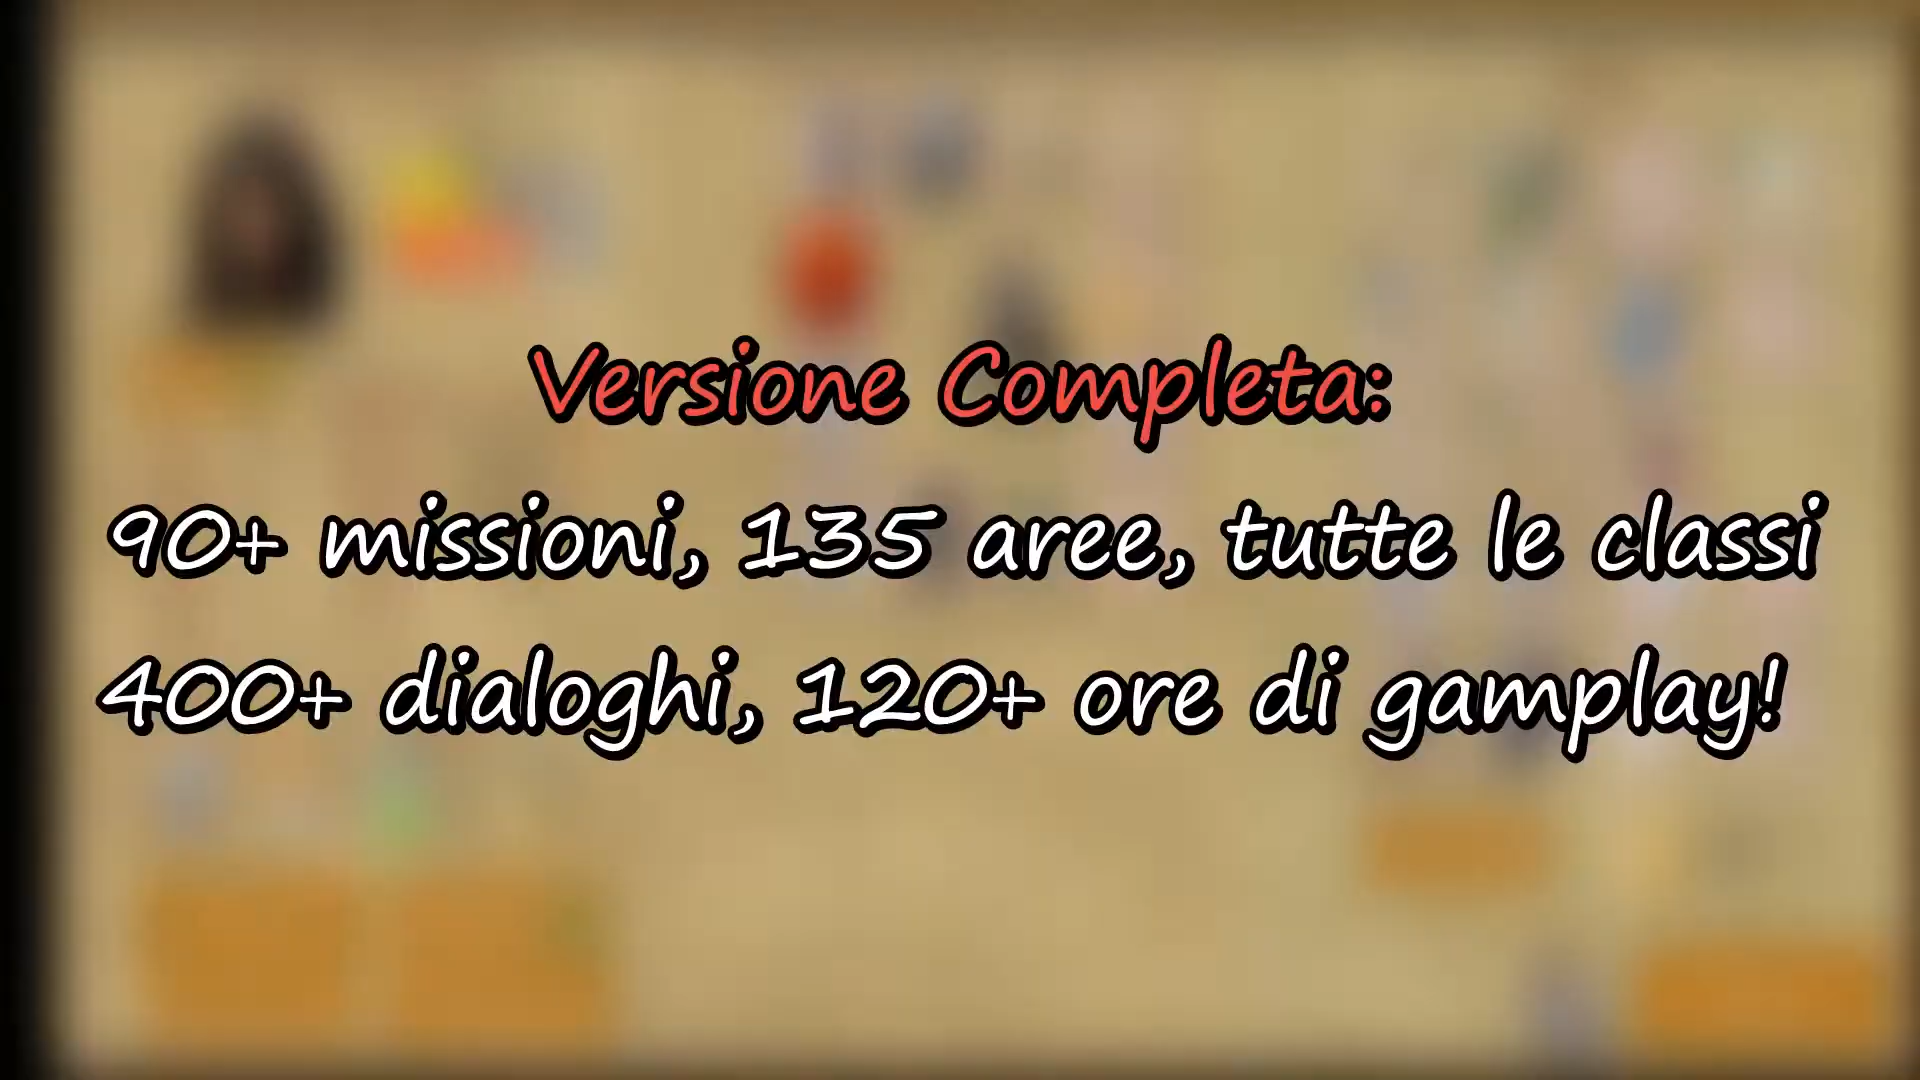 Versione Completa:
90+ missioni, 135 aree, tutte le classi
400+ dialoghi, 120+ ore di gamplay!